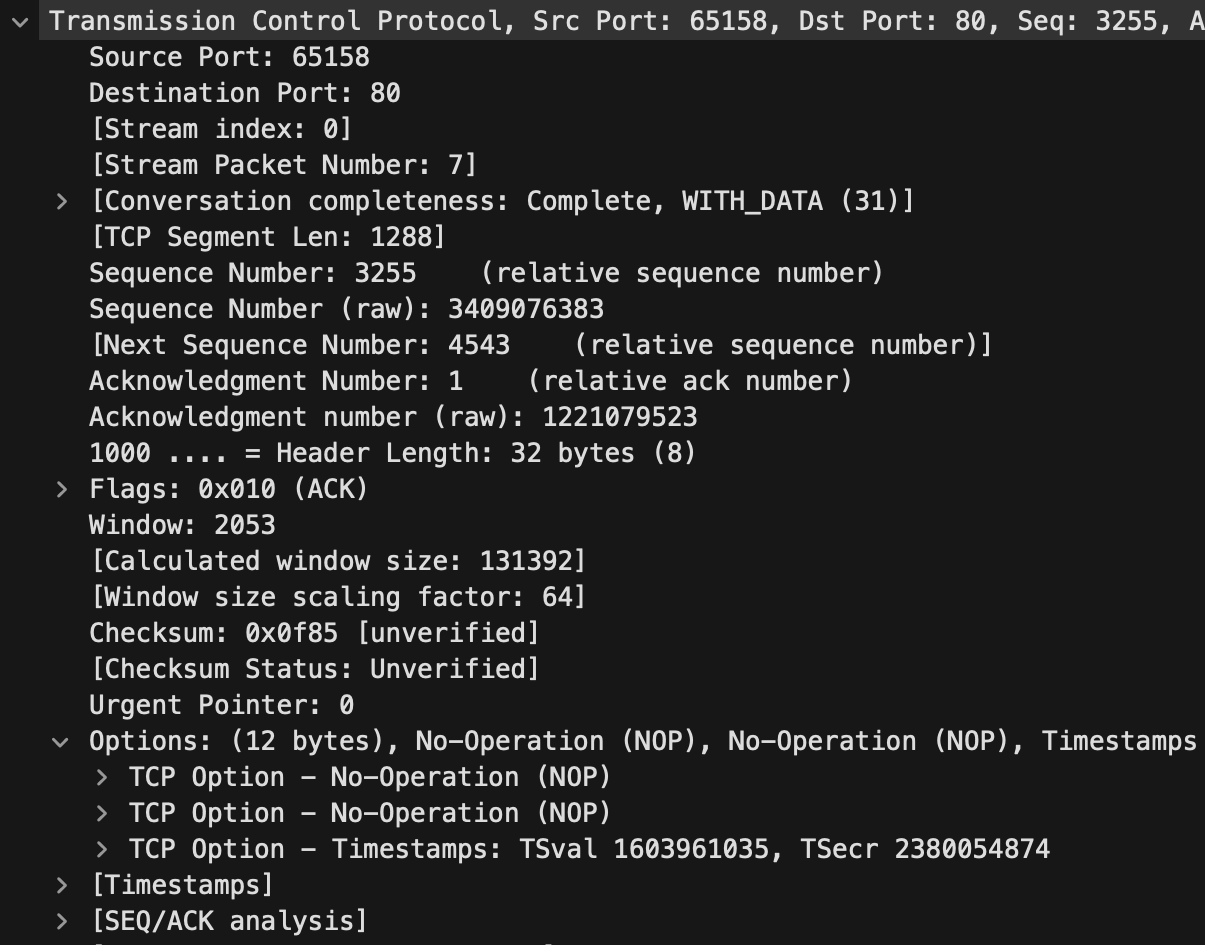 Transmission Control Protocol, Src Port: 65158, Dst Port: 80, Seq: 3255, A
Source Port: 65158
Destination Port: 80
[Stream index: 0]
[Stream Packet Number: 7]
[Conversation completeness: Complete, WITH_DATA (31)]
[TCP Segment Len: 1288]
Sequence Number: 3255    (relative sequence number)
Sequence Number (raw): 3409076383
[Next Sequence Number: 4543    (relative sequence number)]
Acknowledgment Number: 1    (relative ack number)
Acknowledgment number (raw): 1221079523
1000 .... = Header Length: 32 bytes (8)
Flags: 0x010 (ACK)
Window: 2053
[Calculated window size: 131392]
[Window size scaling factor: 64]
Checksum: 0x0f85 [unverified]
[Checksum Status: Unverified]
Urgent Pointer: 0
Options: (12 bytes), No-Operation (NOP), No-Operation (NOP), Timestamps
TCP Option – No-Operation (NOP)
TCP Option – No-Operation (NOP)
TCP Option – Timestamps: TSval 1603961035, TSecr 2380054874
[Timestamps]
[SEQ/ACK analysis]